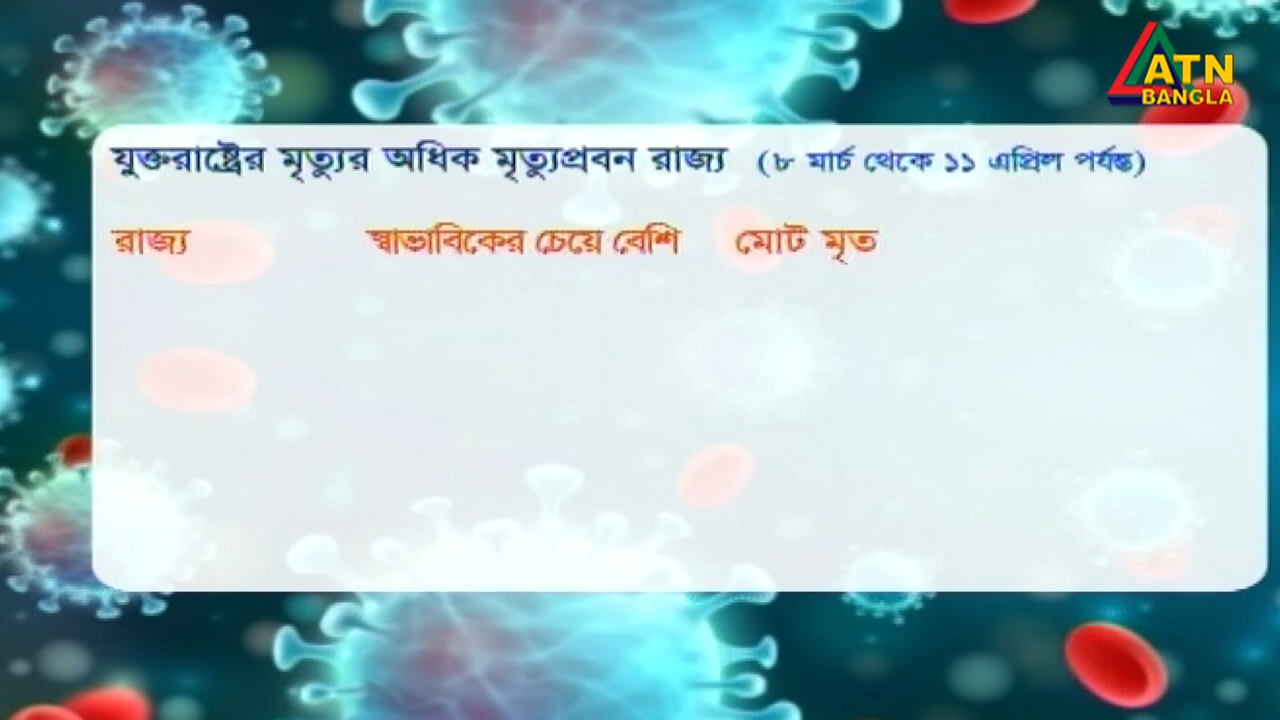 ATN
BANGLA
যুক্তরাষ্ট্রের মৃত্যুর অধিক মৃত্যুপ্রবন রাজ্য (৮ মার্চ থেকে ১১ এপ্রিল পর্যন্ত)
রাজ্য স্বাভাবিকের চেয়ে বেশি মোট মৃত